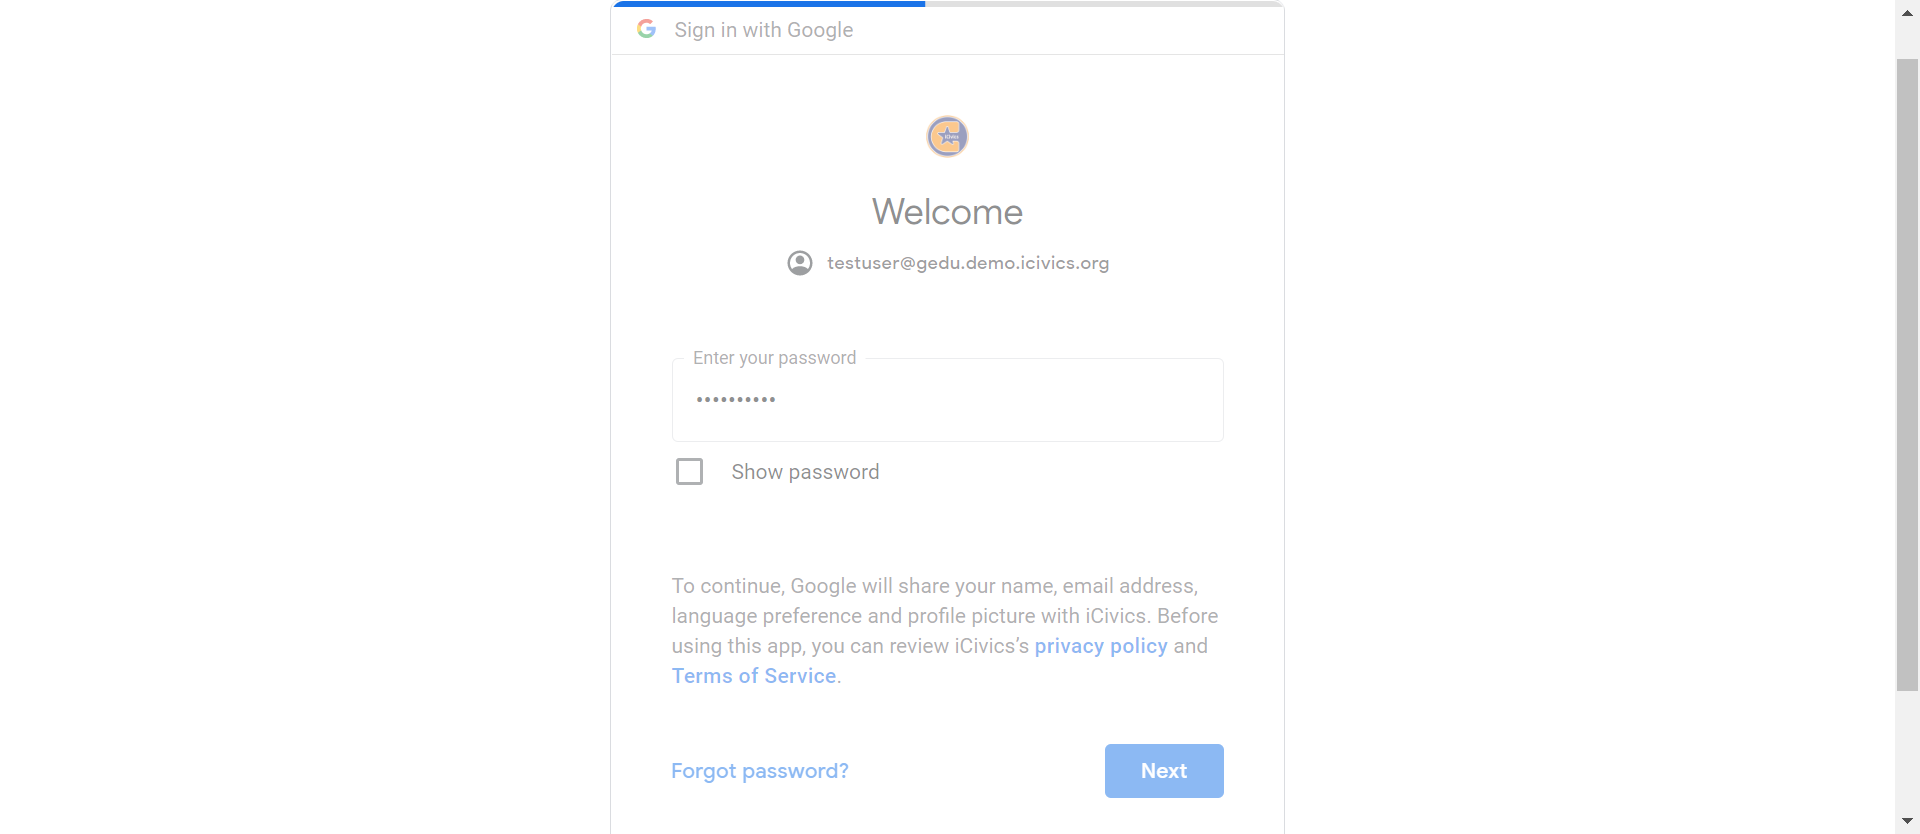 Sign in with Google
iCivics
Welcome
testuser@gedu.demo.icivics.org
Enter your password
••••••••••
Show password
To continue, Google will share your name, email address,
language preference and profile picture with iCivics. Before
using this app, you can review iCivics’s privacy policy and
Terms of Service.
Forgot password?
Next